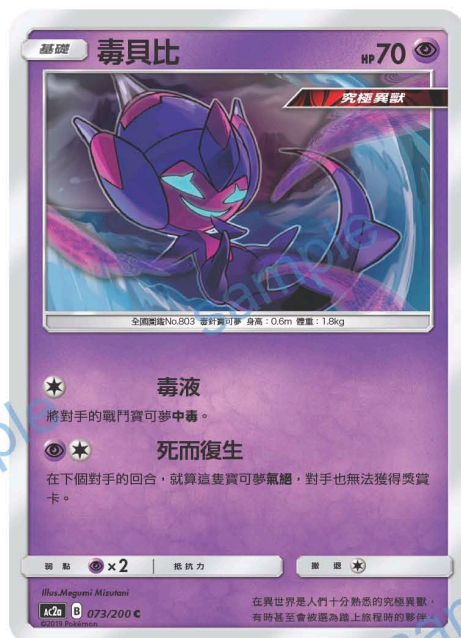 基礎 毒貝比 HP70
究極異獸
全國圖鑑No.803 毒針寶可夢 身高：0.6m 體重：1.8kg
毒液
將對手的戰鬥寶可夢中毒。
死而復生
在下個對手的回合，就算這隻寶可夢氣絕，對手也無法獲得獎賞
卡。
弱點 ×2 抵抗力 撤退
Illus.Megumi Mizutani
AC2a B 073/200 C
©2019 Pokémon
在異世界是人們十分熟悉的究極異獸，
有時甚至會被選為踏上旅程時的夥伴。
sample